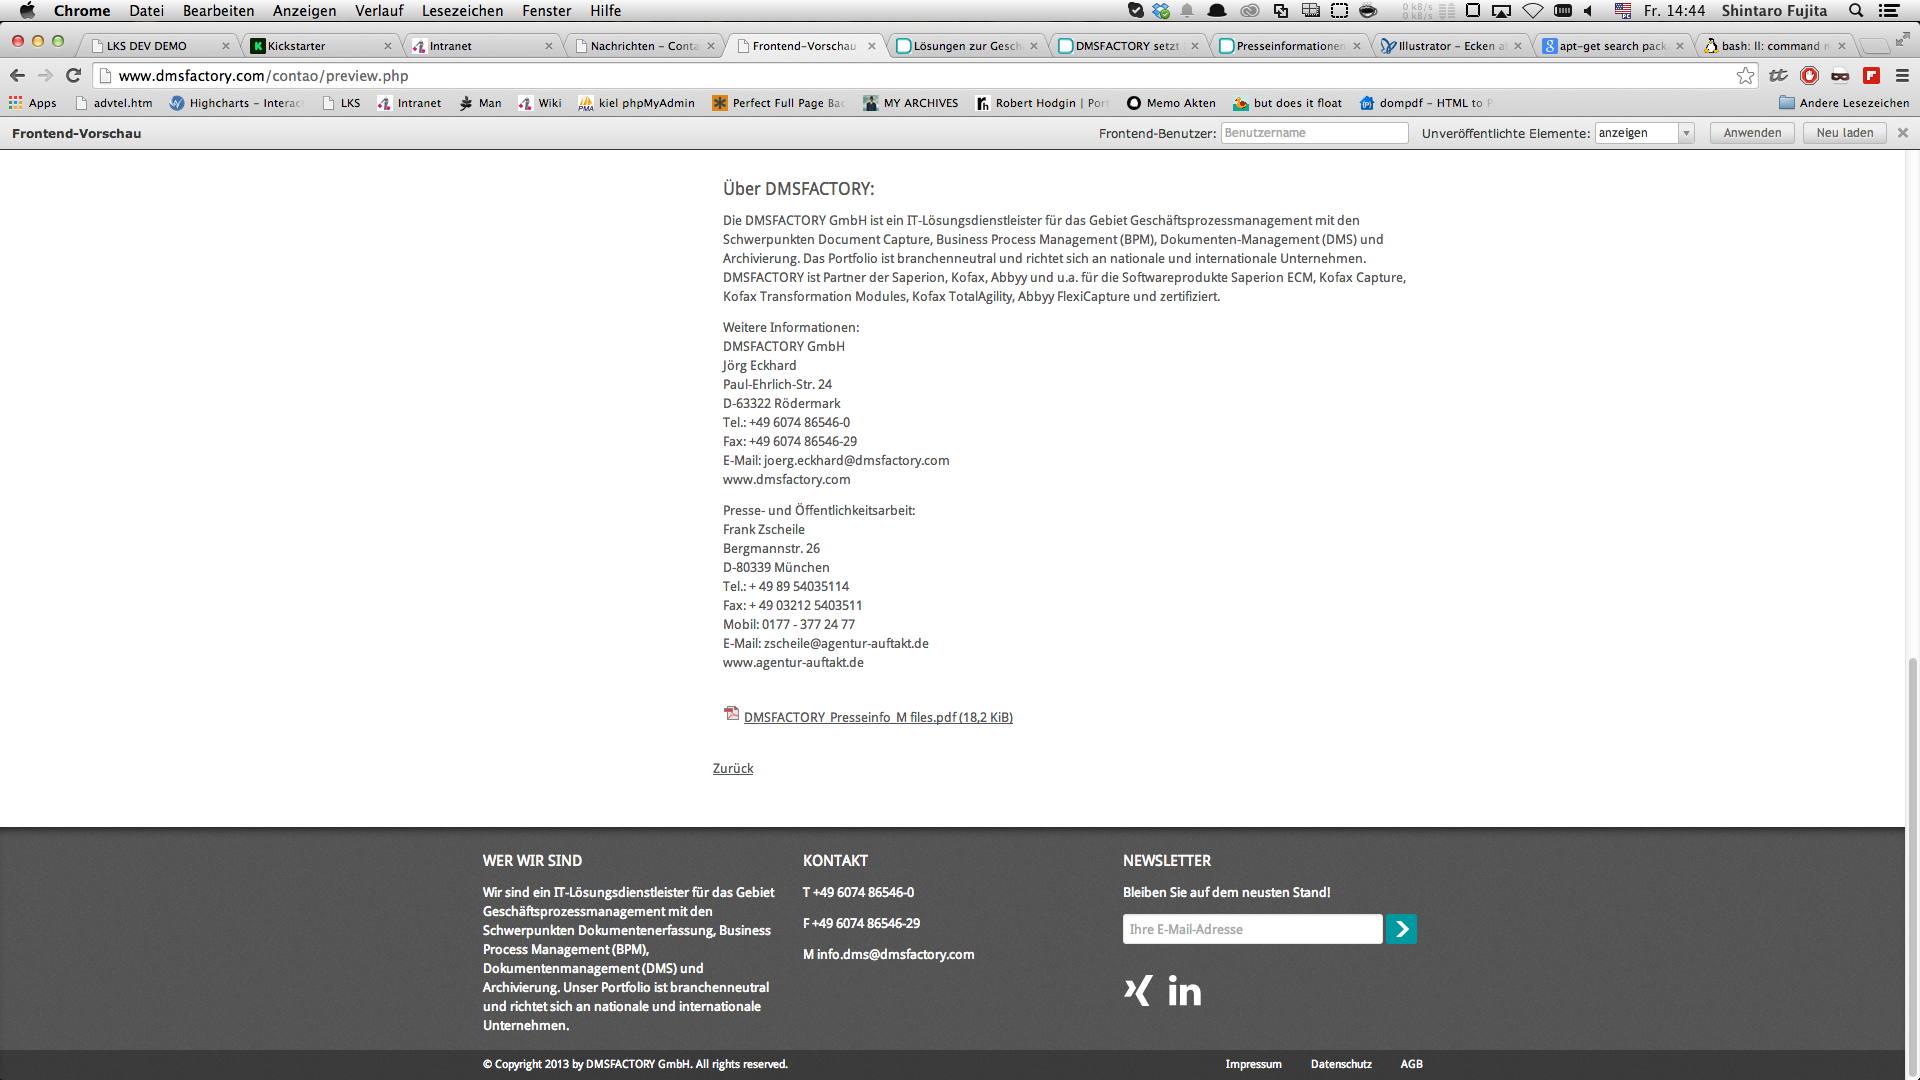 Chrome Datei Bearbeiten Anzeigen Verlauf Lesezeichen Fenster Hilfe 0 kB/s 0 kB/s Fr. 14:44 Shintaro Fujita
LKS DEV DEMO Kickstarter Intranet Nachrichten – Conta Frontend-Vorschau Lösungen zur Gesch DMSFACTORY setzt Presseinformationen Illustrator – Ecken a apt-get search pack bash: ll: command n
www.dmsfactory.com/contao/preview.php
Apps advtel.htm Highcharts – Interac LKS Intranet Man Wiki kiel phpMyAdmin Perfect Full Page Bac MY ARCHIVES Robert Hodgin | Port Memo Akten but does it float dompdf – HTML to P Andere Lesezeichen
Frontend-Vorschau Frontend-Benutzer: Benutzername Unveröffentlichte Elemente: anzeigen Anwenden Neu laden
Über DMSFACTORY:
Die DMSFACTORY GmbH ist ein IT-Lösungsdienstleister für das Gebiet Geschäftsprozessmanagement mit den
Schwerpunkten Document Capture, Business Process Management (BPM), Dokumenten-Management (DMS) und
Archivierung. Das Portfolio ist branchenneutral und richtet sich an nationale und internationale Unternehmen.
DMSFACTORY ist Partner der Saperion, Kofax, Abbyy und u.a. für die Softwareprodukte Saperion ECM, Kofax Capture,
Kofax Transformation Modules, Kofax TotalAgility, Abbyy FlexiCapture und zertifiziert.
Weitere Informationen:
DMSFACTORY GmbH
Jörg Eckhard
Paul-Ehrlich-Str. 24
D-63322 Rödermark
Tel.: +49 6074 86546-0
Fax: +49 6074 86546-29
E-Mail: joerg.eckhard@dmsfactory.com
www.dmsfactory.com
Presse- und Öffentlichkeitsarbeit:
Frank Zscheile
Bergmannstr. 26
D-80339 München
Tel.: + 49 89 54035114
Fax: + 49 03212 5403511
Mobil: 0177 - 377 24 77
E-Mail: zscheile@agentur-auftakt.de
www.agentur-auftakt.de
DMSFACTORY_Presseinfo_M files.pdf (18,2 KiB)
Zurück
WER WIR SIND
Wir sind ein IT-Lösungsdienstleister für das Gebiet
Geschäftsprozessmanagement mit den
Schwerpunkten Dokumentenerfassung, Business
Process Management (BPM),
Dokumentenmanagement (DMS) und
Archivierung. Unser Portfolio ist branchenneutral
und richtet sich an nationale und internationale
Unternehmen.
KONTAKT
T +49 6074 86546-0
F +49 6074 86546-29
M info.dms@dmsfactory.com
NEWSLETTER
Bleiben Sie auf dem neusten Stand!
Ihre E-Mail-Adresse
© Copyright 2013 by DMSFACTORY GmbH. All rights reserved. Impressum Datenschutz AGB